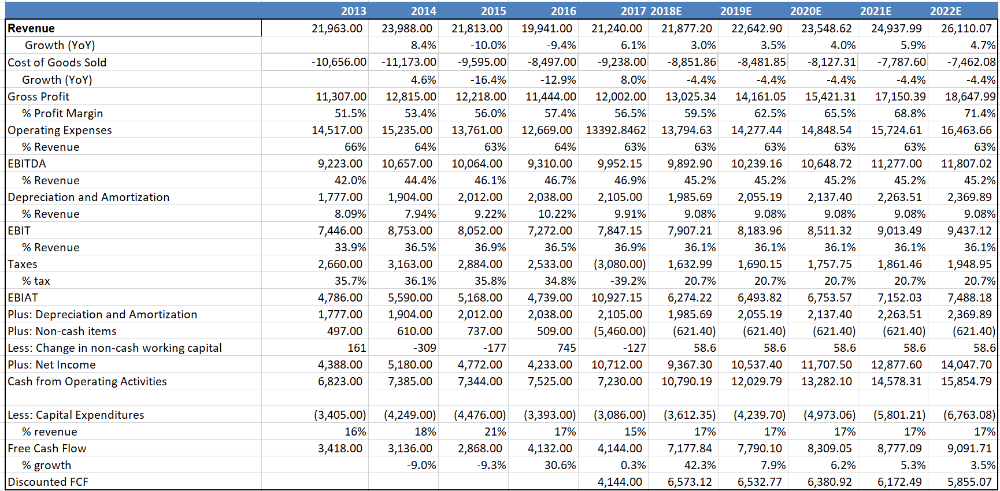 2013 2014 2015 2016 2017 2018E 2019E 2020E 2021E 2022E
Revenue 21,963.00 23,988.00 21,813.00 19,941.00 21,240.00 21,877.20 22,642.90 23,548.62 24,937.99 26,110.07
Growth (YoY) 8.4% -10.0% -9.4% 6.1% 3.0% 3.5% 4.0% 5.9% 4.7%
Cost of Goods Sold -10,656.00 -11,173.00 -9,595.00 -8,497.00 -9,238.00 -8,851.86 -8,481.85 -8,127.31 -7,787.60 -7,462.08
Growth (YoY) 4.6% -16.4% -12.9% 8.0% -4.4% -4.4% -4.4% -4.4% -4.4%
Gross Profit 11,307.00 12,815.00 12,218.00 11,444.00 12,002.00 13,025.34 14,161.05 15,421.31 17,150.39 18,647.99
% Profit Margin 51.5% 53.4% 56.0% 57.4% 56.5% 59.5% 62.5% 65.5% 68.8% 71.4%
Operating Expenses 14,517.00 15,235.00 13,761.00 12,669.00 13392.8462 13,794.63 14,277.44 14,848.54 15,724.61 16,463.66
% Revenue 66% 64% 63% 64% 63% 63% 63% 63% 63% 63%
EBITDA 9,223.00 10,657.00 10,064.00 9,310.00 9,952.15 9,892.90 10,239.16 10,648.72 11,277.00 11,807.02
% Revenue 42.0% 44.4% 46.1% 46.7% 46.9% 45.2% 45.2% 45.2% 45.2% 45.2%
Depreciation and Amortization 1,777.00 1,904.00 2,012.00 2,038.00 2,105.00 1,985.69 2,055.19 2,137.40 2,263.51 2,369.89
% Revenue 8.09% 7.94% 9.22% 10.22% 9.91% 9.08% 9.08% 9.08% 9.08% 9.08%
EBIT 7,446.00 8,753.00 8,052.00 7,272.00 7,847.15 7,907.21 8,183.96 8,511.32 9,013.49 9,437.12
% Revenue 33.9% 36.5% 36.9% 36.5% 36.9% 36.1% 36.1% 36.1% 36.1% 36.1%
Taxes 2,660.00 3,163.00 2,884.00 2,533.00 (3,080.00) 1,632.99 1,690.15 1,757.75 1,861.46 1,948.95
% tax 35.7% 36.1% 35.8% 34.8% -39.2% 20.7% 20.7% 20.7% 20.7% 20.7%
EBIAT 4,786.00 5,590.00 5,168.00 4,739.00 10,927.15 6,274.22 6,493.82 6,753.57 7,152.03 7,488.18
Plus: Depreciation and Amortization 1,777.00 1,904.00 2,012.00 2,038.00 2,105.00 1,985.69 2,055.19 2,137.40 2,263.51 2,369.89
Plus: Non-cash items 497.00 610.00 737.00 509.00 (5,460.00) (621.40) (621.40) (621.40) (621.40) (621.40)
Less: Change in non-cash working capital 161 -309 -177 745 -127 58.6 58.6 58.6 58.6 58.6
Plus: Net Income 4,388.00 5,180.00 4,772.00 4,233.00 10,712.00 9,367.30 10,537.40 11,707.50 12,877.60 14,047.70
Cash from Operating Activities 6,823.00 7,385.00 7,344.00 7,525.00 7,230.00 10,790.19 12,029.79 13,282.10 14,578.31 15,854.79
Less: Capital Expenditures (3,405.00) (4,249.00) (4,476.00) (3,393.00) (3,086.00) (3,612.35) (4,239.70) (4,973.06) (5,801.21) (6,763.08)
% revenue 16% 18% 21% 17% 15% 17% 17% 17% 17% 17%
Free Cash Flow 3,418.00 3,136.00 2,868.00 4,132.00 4,144.00 7,177.84 7,790.10 8,309.05 8,777.09 9,091.71
% growth -9.0% -9.3% 30.6% 0.3% 42.3% 7.9% 6.2% 5.3% 3.5%
Discounted FCF 4,144.00 6,573.12 6,532.77 6,380.92 6,172.49 5,855.07